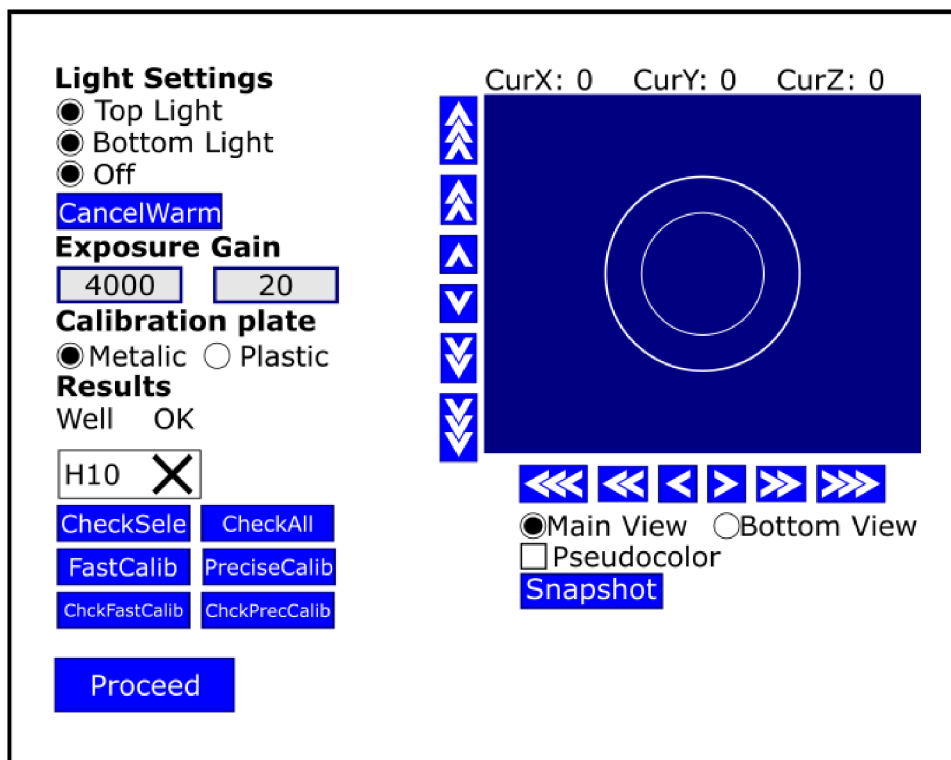 Light Settings
Top Light
Bottom Light
Off
CancelWarm
Exposure Gain
4000 20
Calibration plate
Metalic Plastic
Results
Well OK
H10
CheckSele CheckAll
FastCalib PreciseCalib
ChckFastCalib ChckPrecCalib
Proceed
CurX: 0 CurY: 0 CurZ: 0
Main View Bottom View
Pseudocolor
Snapshot